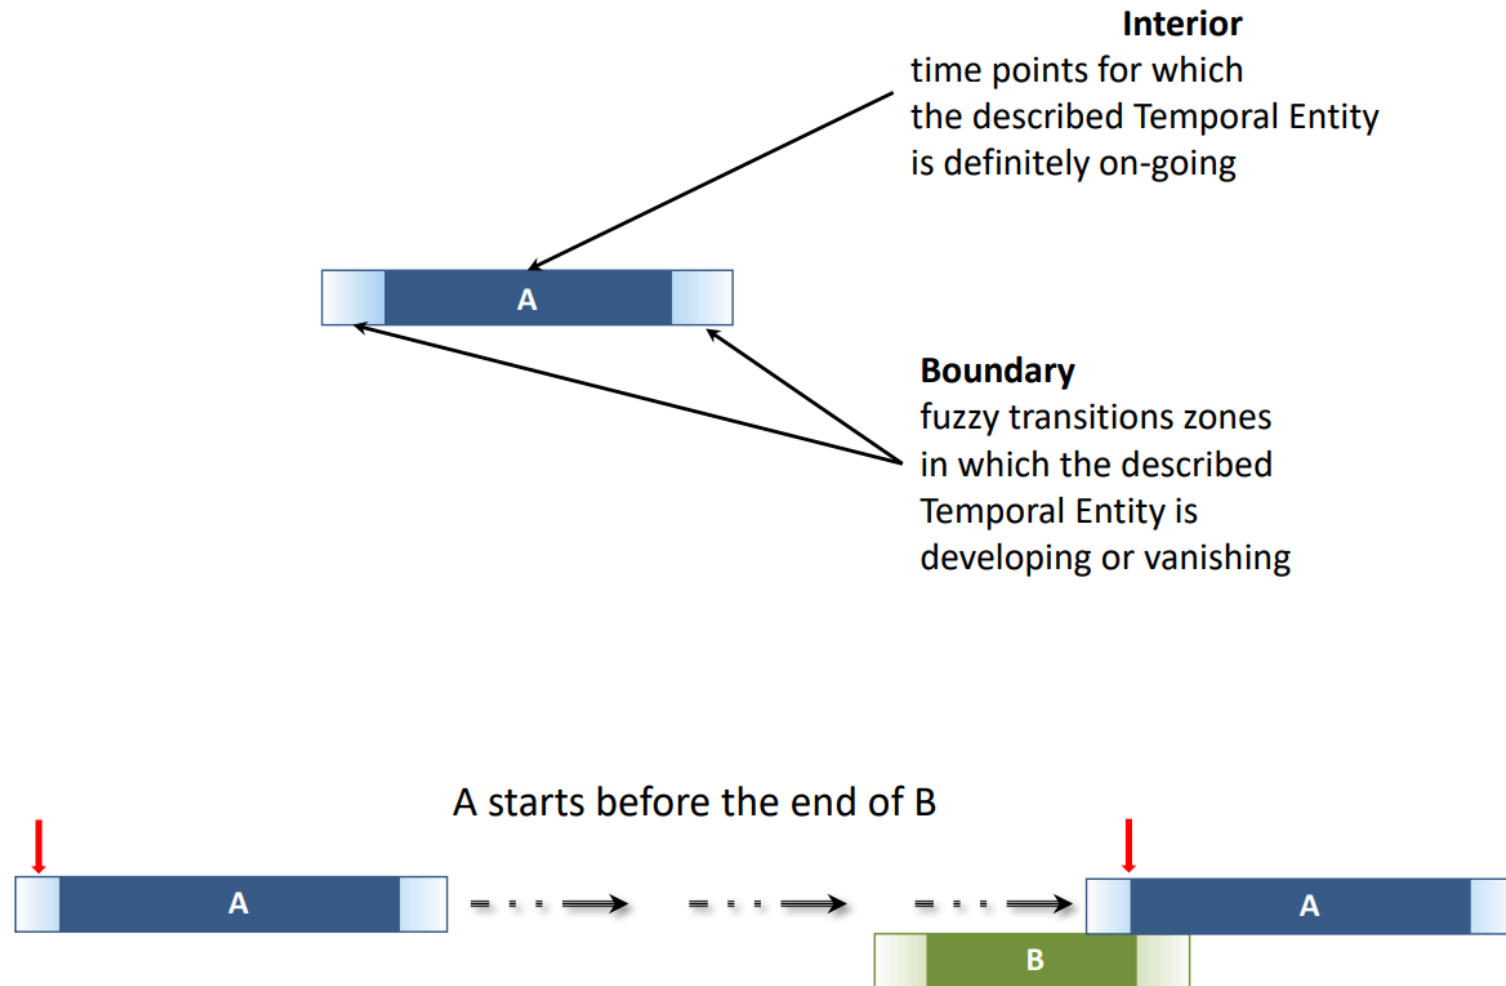 Interior
time points for which
the described Temporal Entity
is definitely on-going
A
Boundary
fuzzy transitions zones
in which the described
Temporal Entity is
developing or vanishing
A starts before the end of B
A
A
B